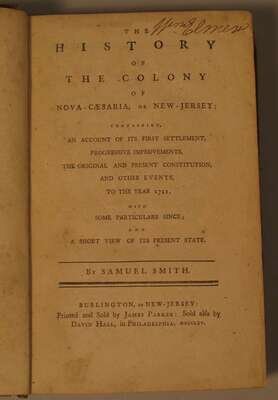 Wm Elmer
THE
HISTORY
OF
THE COLONY
OF
NOVA-CÆSARIA, OR NEW-JERSEY:
CONTAINING,
AN ACCOUNT OF ITS FIRST SETTLEMENT,
PROGRESSIVE IMPROVEMENTS,
THE ORIGINAL AND PRESENT CONSTITUTION,
AND OTHER EVENTS,
TO THE YEAR 1721.
WITH
SOME PARTICULARS SINCE;
AND
A SHORT VIEW OF ITS PRESENT STATE.
BY SAMUEL SMITH.
BURLINGTON, IN NEW-JERSEY:
Printed and Sold by JAMES PARKER: Sold also by
DAVID HALL, in PHILADELPHIA. MDCCLXV.